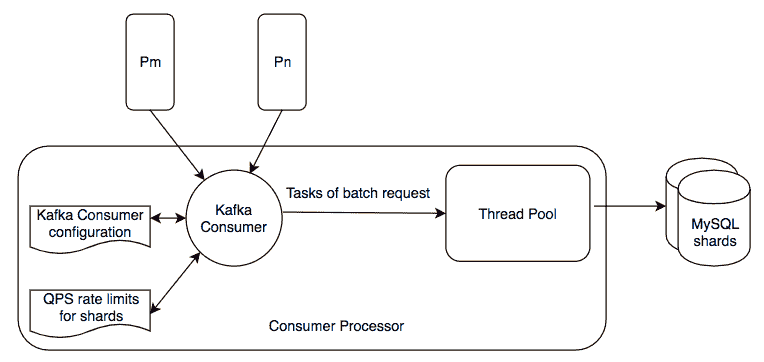 Pm
Pn
Kafka Consumer
configuration
Kafka
Consumer
Tasks of batch request
Thread Pool
MySQL
shards
QPS rate limits
for shards
Consumer Processor